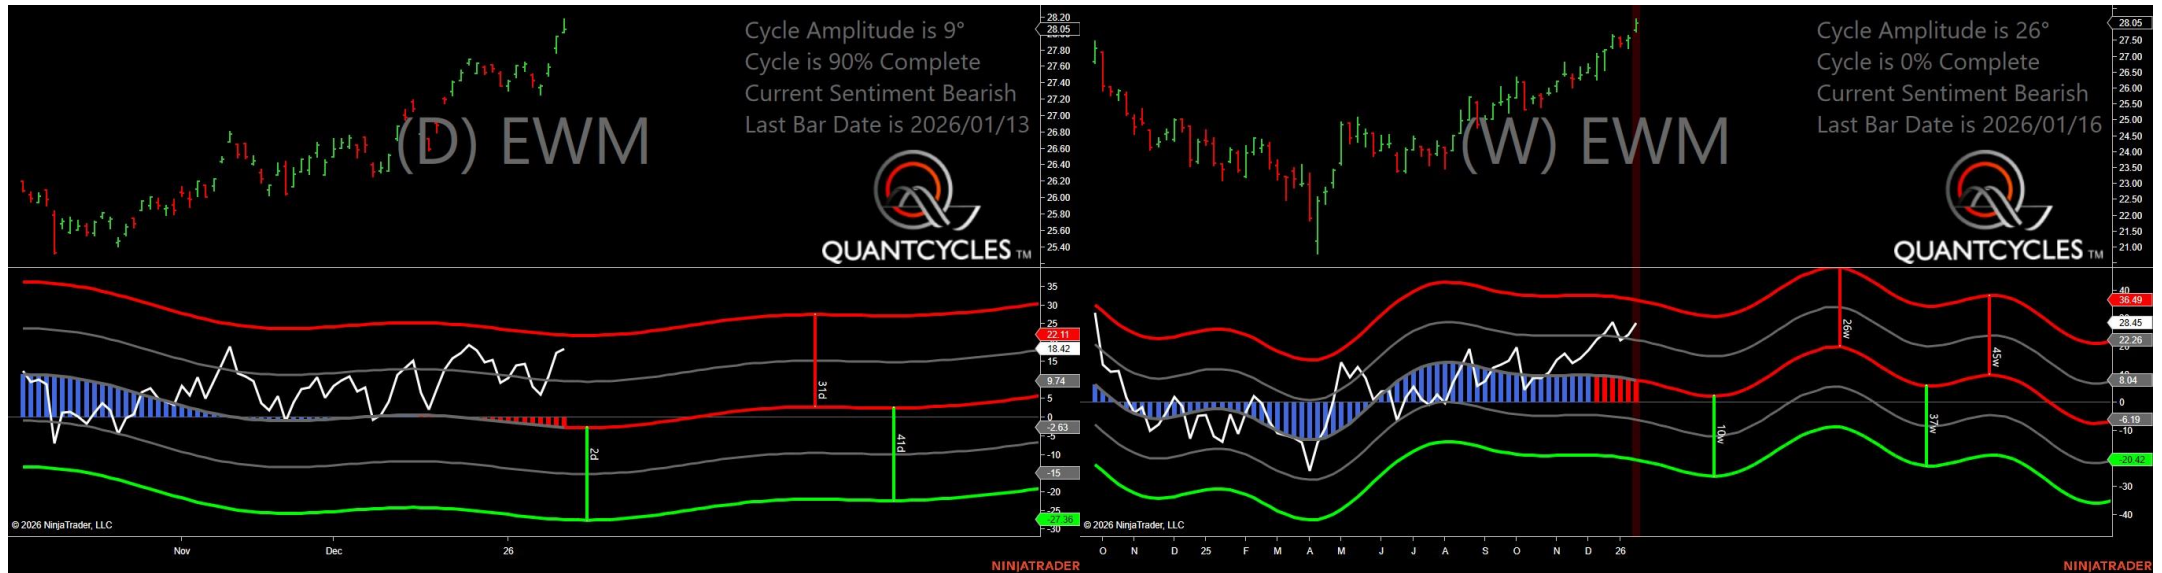 Cycle Amplitude is 9°
Cycle is 90% Complete
Current Sentiment Bearish
Last Bar Date is 2026/01/13
(D) EWM
QUANTCYCLES TM
28.20
28.05
27.80
27.60
27.40
27.20
27.00
26.80
26.60
26.40
26.20
26.00
25.80
25.60
25.40
35
30
25
22.11
18.42
15
9.74
5
0
-2.63
-5
-10
-15
-20
-25
-27.36
-30
31d
2d
41d
© 2026 NinjaTrader, LLC
Nov
Dec
26
NINJATRADER
Cycle Amplitude is 26°
Cycle is 0% Complete
Current Sentiment Bearish
Last Bar Date is 2026/01/16
(W) EWM
QUANTCYCLES TM
28.05
27.50
27.00
26.50
26.00
25.50
25.00
24.50
24.00
23.50
23.00
22.50
22.00
21.50
21.00
40
36.49
28.45
22.26
8.04
0
-6.19
-10
-20.42
-30
-40
26w
45w
10w
37w
© 2026 NinjaTrader, LLC
O N D 25 F M A M J J A S O N D 26
NINJATRADER